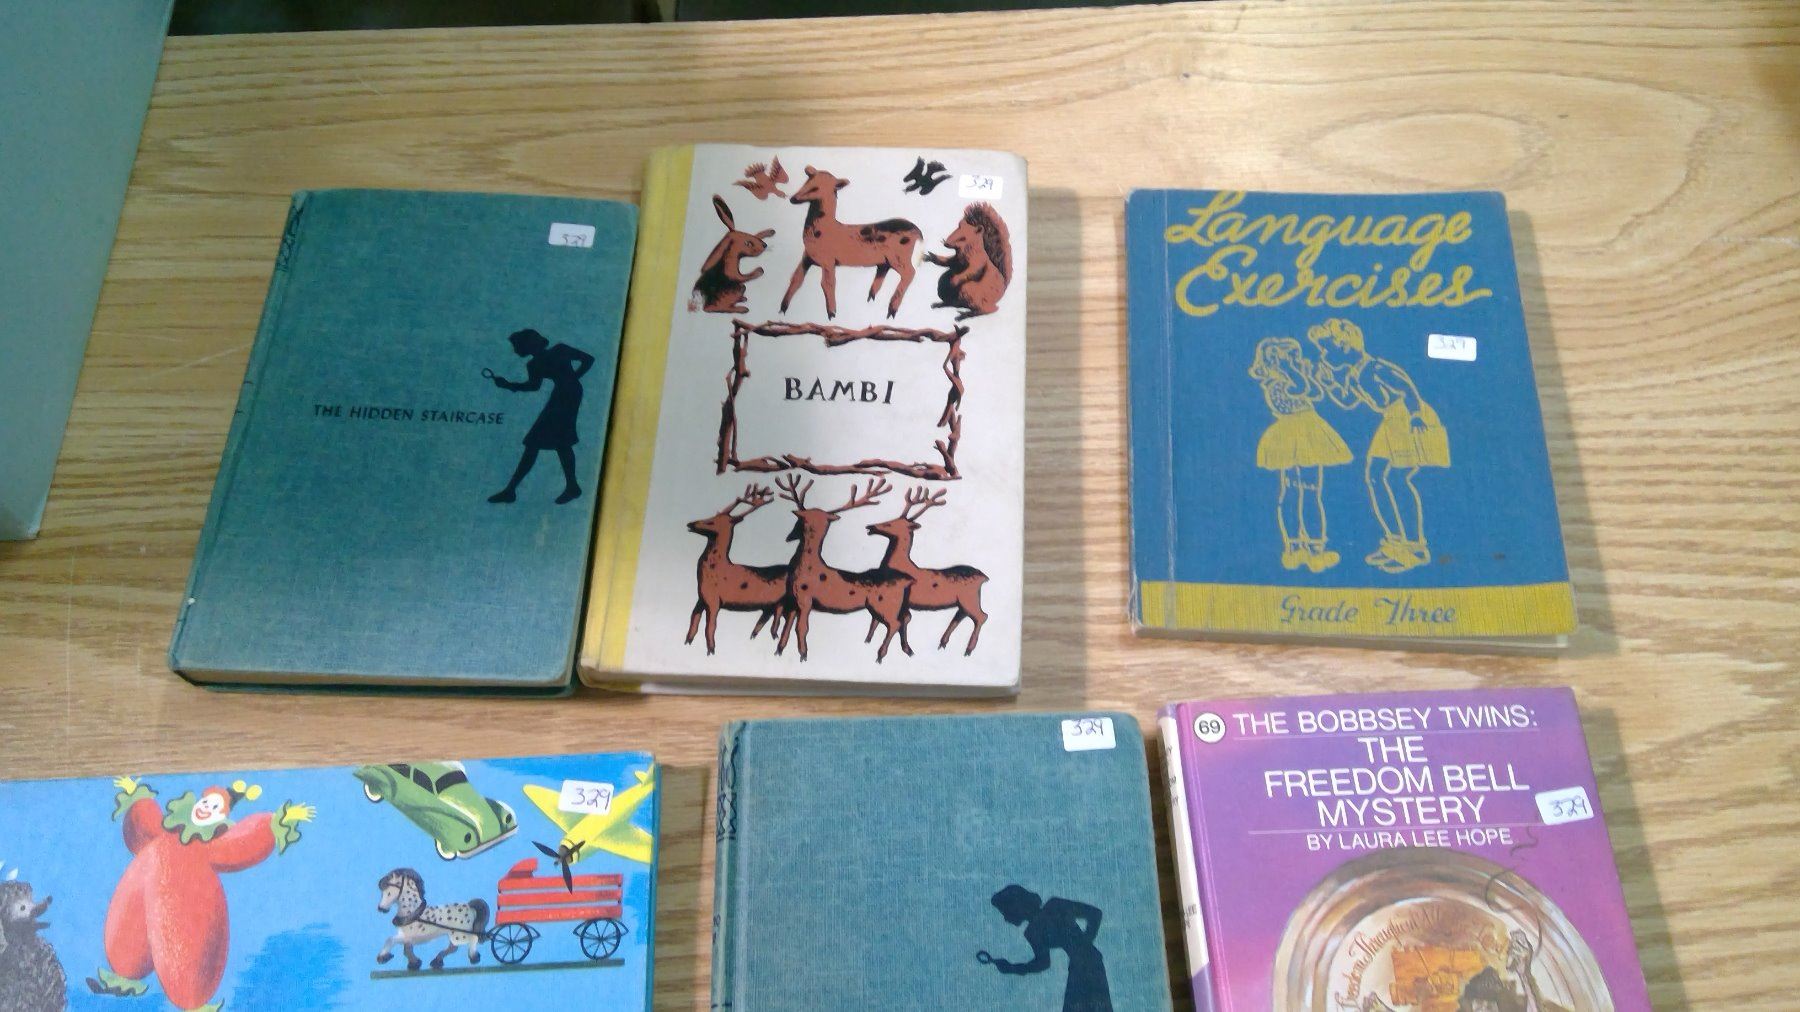 329
THE HIDDEN STAIRCASE
329
BAMBI
Language
Exercises
329
Grade Three
329
329
69 THE BOBBSEY TWINS:
THE
FREEDOM BELL
MYSTERY
329
BY LAURA LEE HOPE